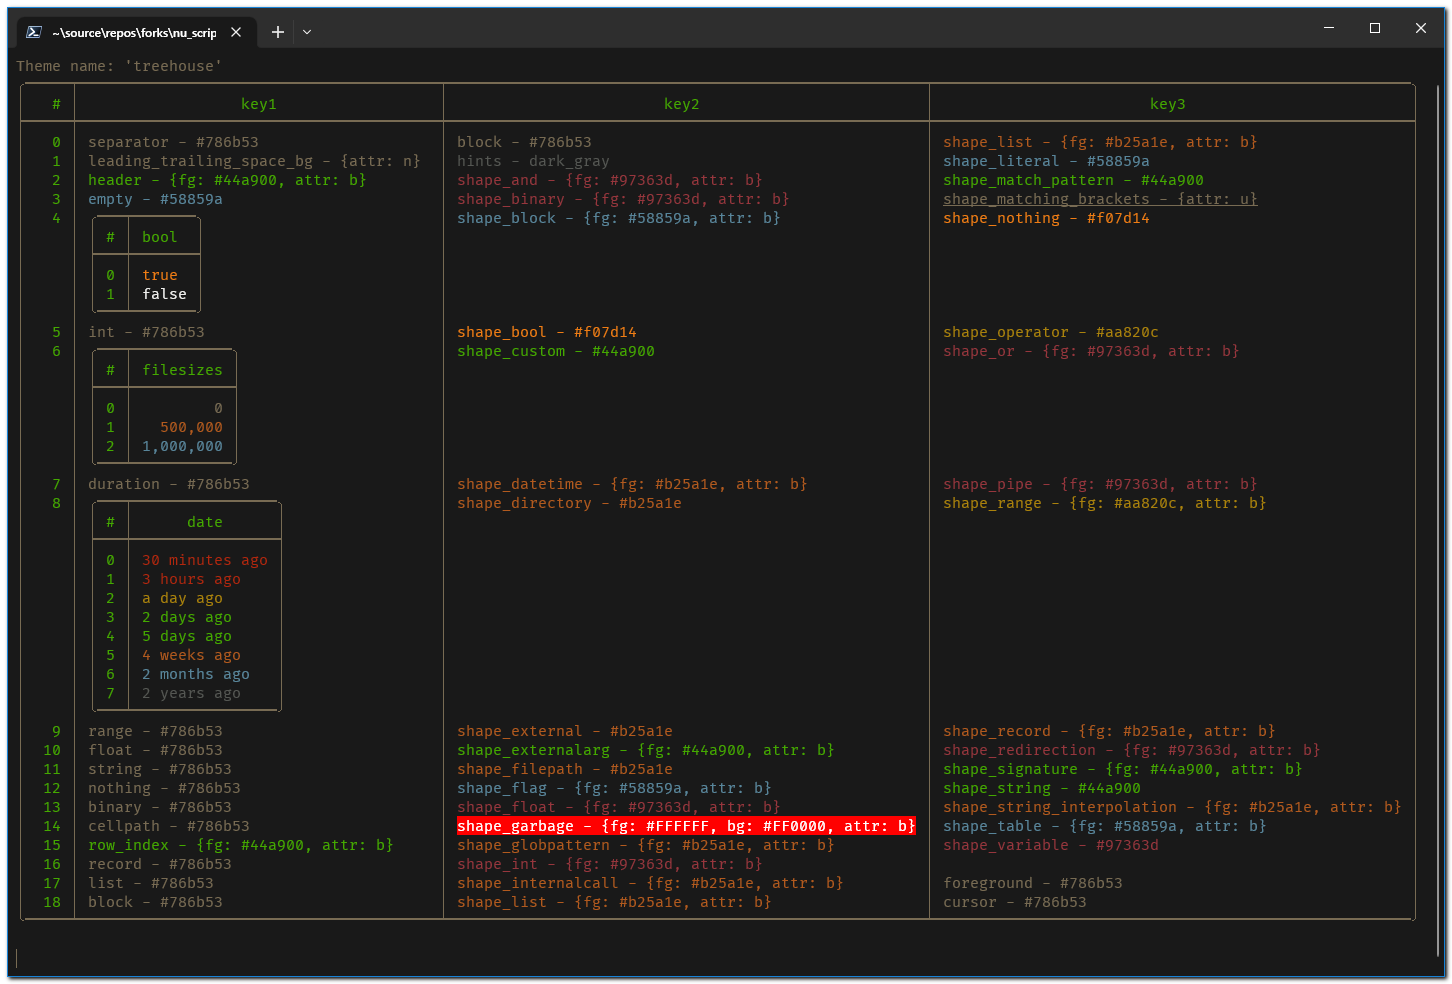 ~\source\repos\forks\nu_scrip
Theme name: 'treehouse'
# key1 key2 key3
0 separator - #786b53 block - #786b53 shape_list - {fg: #b25a1e, attr: b}
1 leading_trailing_space_bg - {attr: n} hints - dark_gray shape_literal - #58859a
2 header - {fg: #44a900, attr: b} shape_and - {fg: #97363d, attr: b} shape_match_pattern - #44a900
3 empty - #58859a shape_binary - {fg: #97363d, attr: b} shape_matching_brackets - {attr: u}
4 shape_block - {fg: #58859a, attr: b} shape_nothing - #f07d14
# bool
0 true
1 false
5 int - #786b53 shape_bool - #f07d14 shape_operator - #aa820c
6 shape_custom - #44a900 shape_or - {fg: #97363d, attr: b}
# filesizes
0 0
1 500,000
2 1,000,000
7 duration - #786b53 shape_datetime - {fg: #b25a1e, attr: b} shape_pipe - {fg: #97363d, attr: b}
8 shape_directory - #b25a1e shape_range - {fg: #aa820c, attr: b}
# date
0 30 minutes ago
1 3 hours ago
2 a day ago
3 2 days ago
4 5 days ago
5 4 weeks ago
6 2 months ago
7 2 years ago
9 range - #786b53 shape_external - #b25a1e shape_record - {fg: #b25a1e, attr: b}
10 float - #786b53 shape_externalarg - {fg: #44a900, attr: b} shape_redirection - {fg: #97363d, attr: b}
11 string - #786b53 shape_filepath - #b25a1e shape_signature - {fg: #44a900, attr: b}
12 nothing - #786b53 shape_flag - {fg: #58859a, attr: b} shape_string - #44a900
13 binary - #786b53 shape_float - {fg: #97363d, attr: b} shape_string_interpolation - {fg: #b25a1e, attr: b}
14 cellpath - #786b53 shape_garbage - {fg: #FFFFFF, bg: #FF0000, attr: b} shape_table - {fg: #58859a, attr: b}
15 row_index - {fg: #44a900, attr: b} shape_globpattern - {fg: #b25a1e, attr: b} shape_variable - #97363d
16 record - #786b53 shape_int - {fg: #97363d, attr: b}
17 list - #786b53 shape_internalcall - {fg: #b25a1e, attr: b} foreground - #786b53
18 block - #786b53 shape_list - {fg: #b25a1e, attr: b} cursor - #786b53